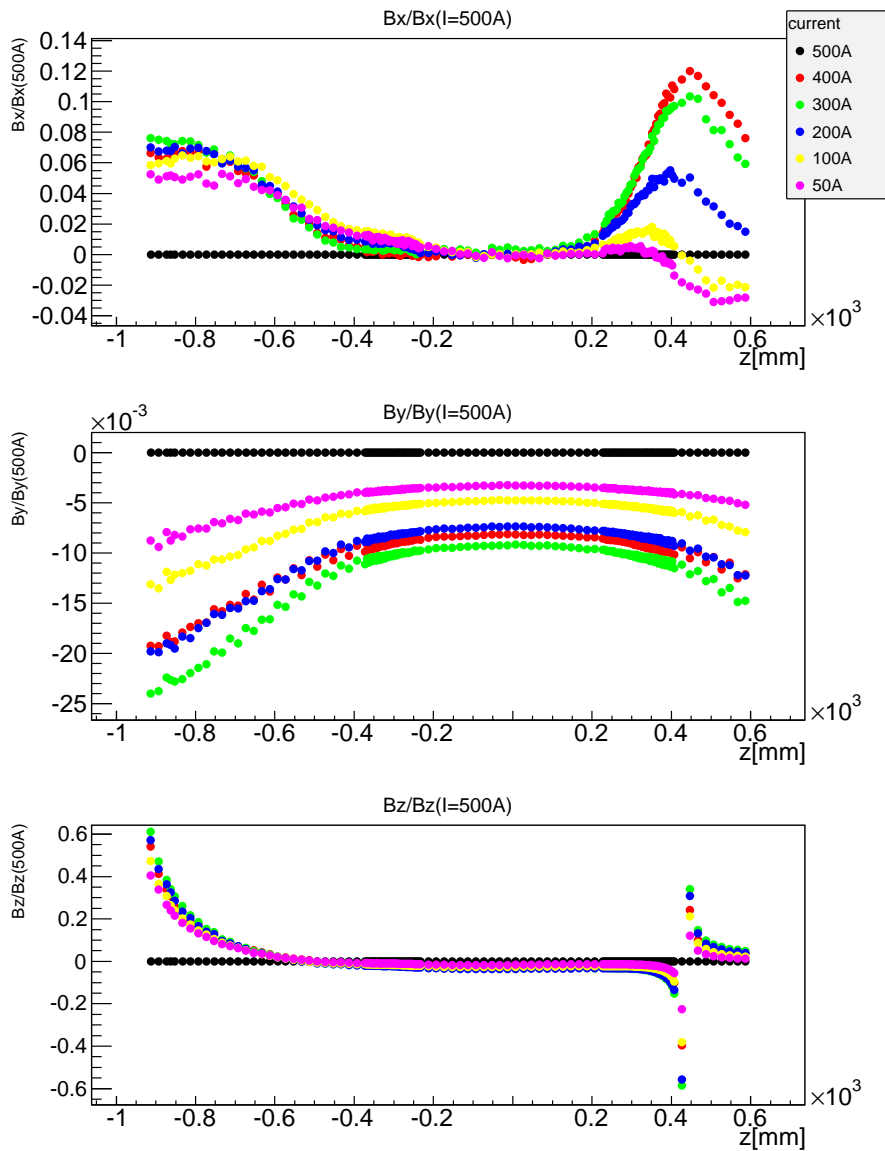 Bx/Bx(I=500A)
current
500A
400A
300A
200A
100A
50A
Bx/Bx(500A)
0.14
0.12
0.1
0.08
0.06
0.04
0.02
0
-0.02
-0.04
-1 -0.8 -0.6 -0.4 -0.2 0 0.2 0.4 0.6
×10³
z[mm]
By/By(I=500A)
×10⁻³
By/By(500A)
0
-5
-10
-15
-20
-25
-1 -0.8 -0.6 -0.4 -0.2 0 0.2 0.4 0.6
×10³
z[mm]
Bz/Bz(I=500A)
Bz/Bz(500A)
0.6
0.4
0.2
0
-0.2
-0.4
-0.6
-1 -0.8 -0.6 -0.4 -0.2 0 0.2 0.4 0.6
×10³
z[mm]